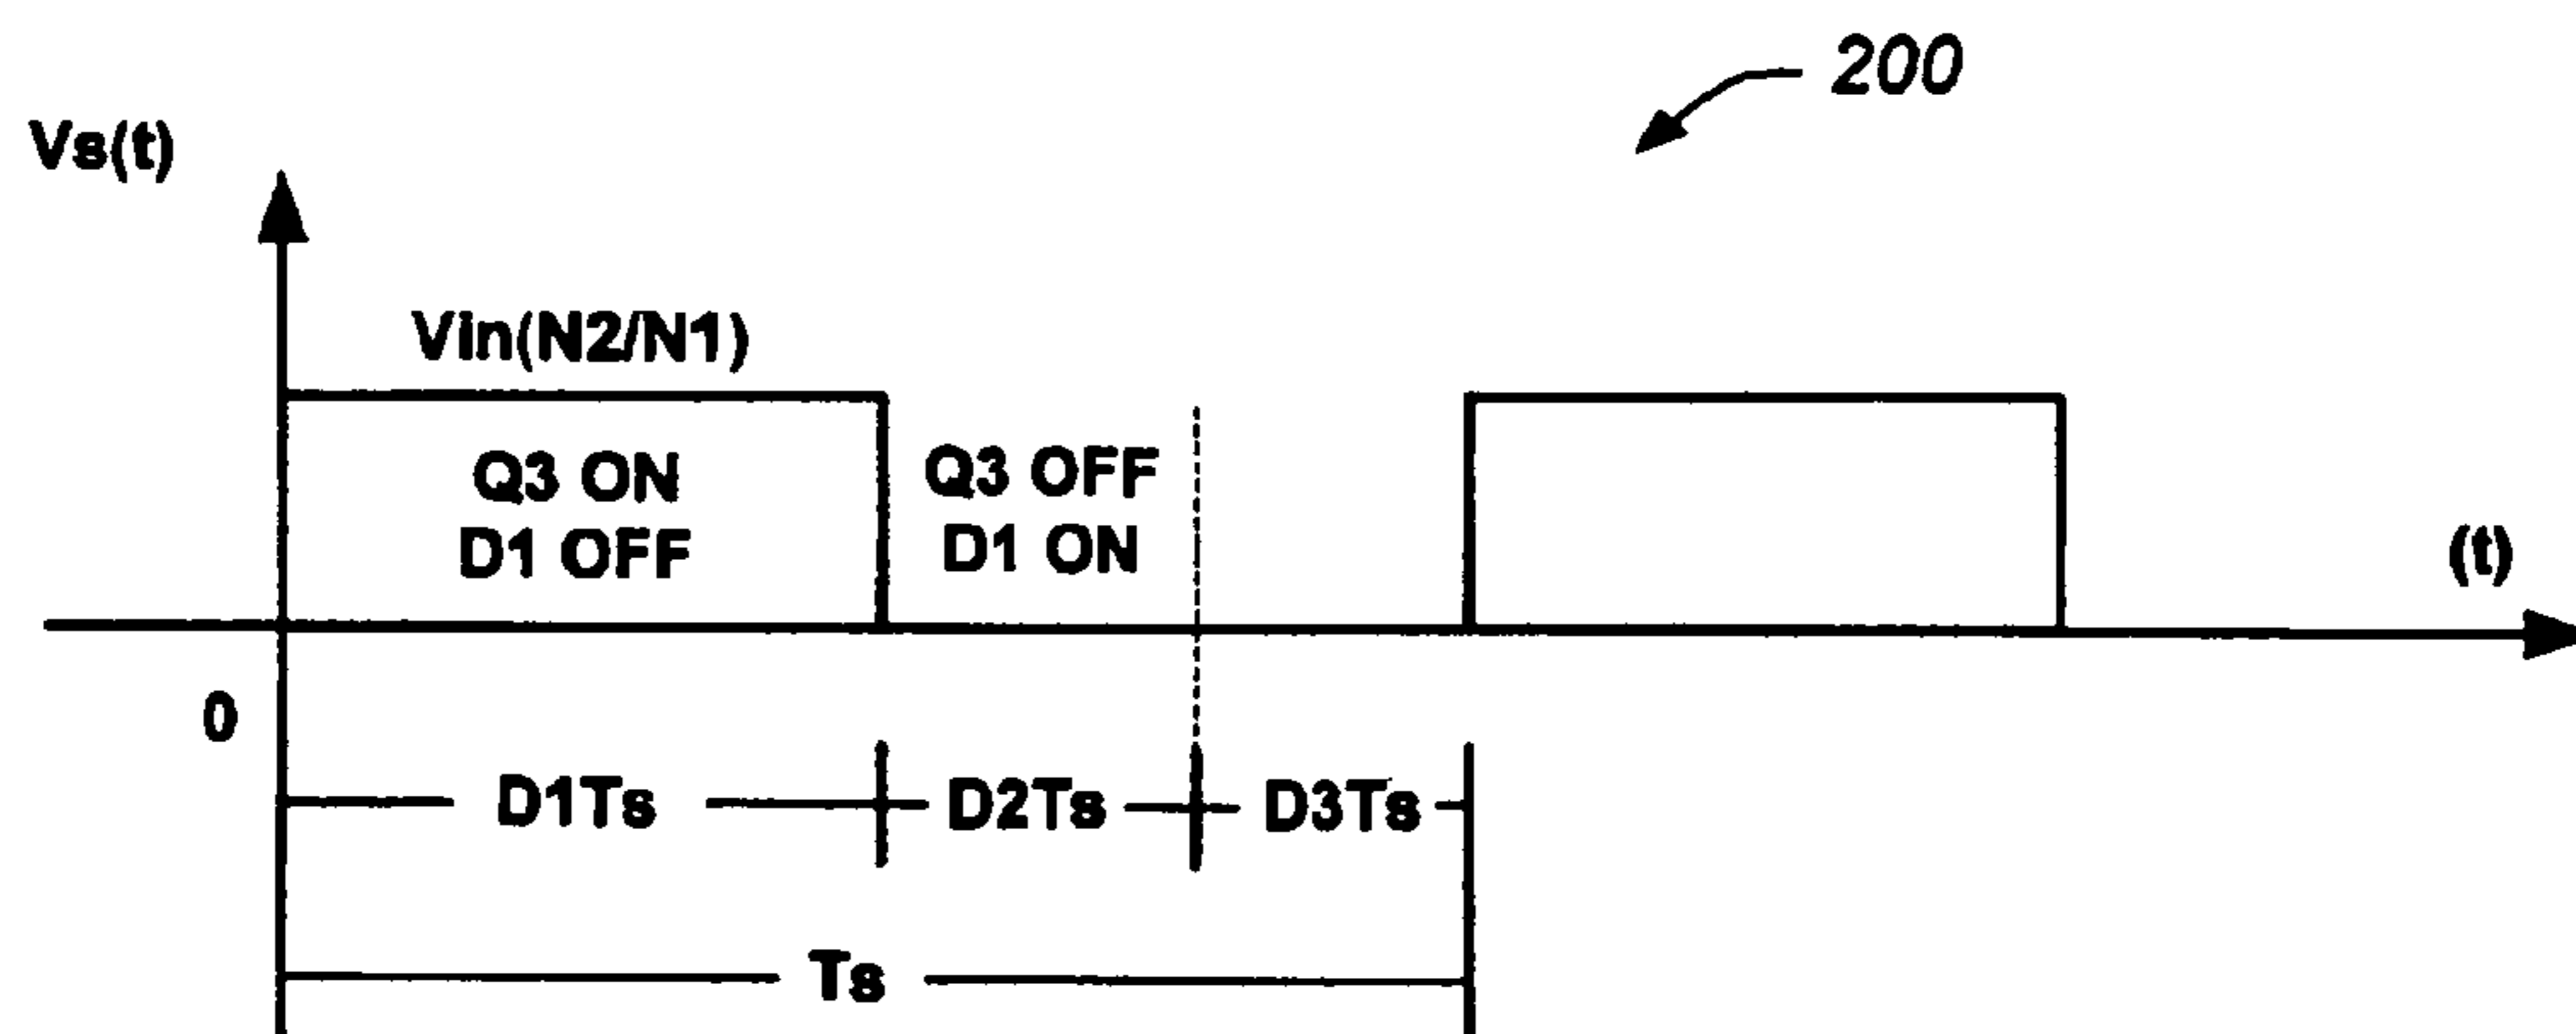 200
Vs(t)
Vin(N2/N1)
Q3 ON
D1 OFF
Q3 OFF
D1 ON
(t)
0
D1Ts
D2Ts
D3Ts
Ts